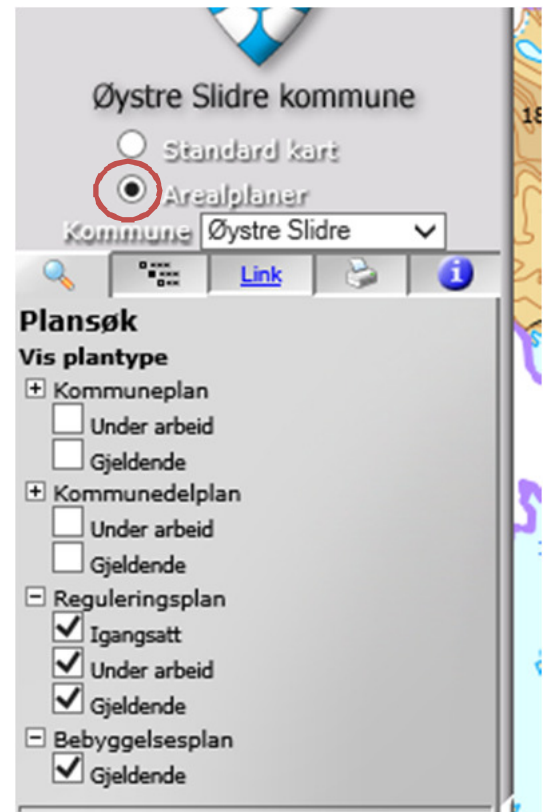 Øystre Slidre kommune
Standard kart
Arealplaner
Kommune Øystre Slidre
Link
Plansøk
Vis plantype
Kommuneplan
Under arbeid
Gjeldende
Kommunedelplan
Under arbeid
Gjeldende
Reguleringsplan
Igangsatt
Under arbeid
Gjeldende
Bebyggelsesplan
Gjeldende